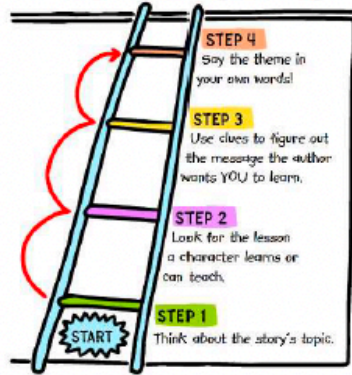 STEP 4
Say the theme in
your own words!
STEP 3
Use clues to figure out
the message the author
wants YOU to learn.
STEP 2
Look for the lesson
a character learns or
can teach.
STEP 1
Think about the story's topic.
START